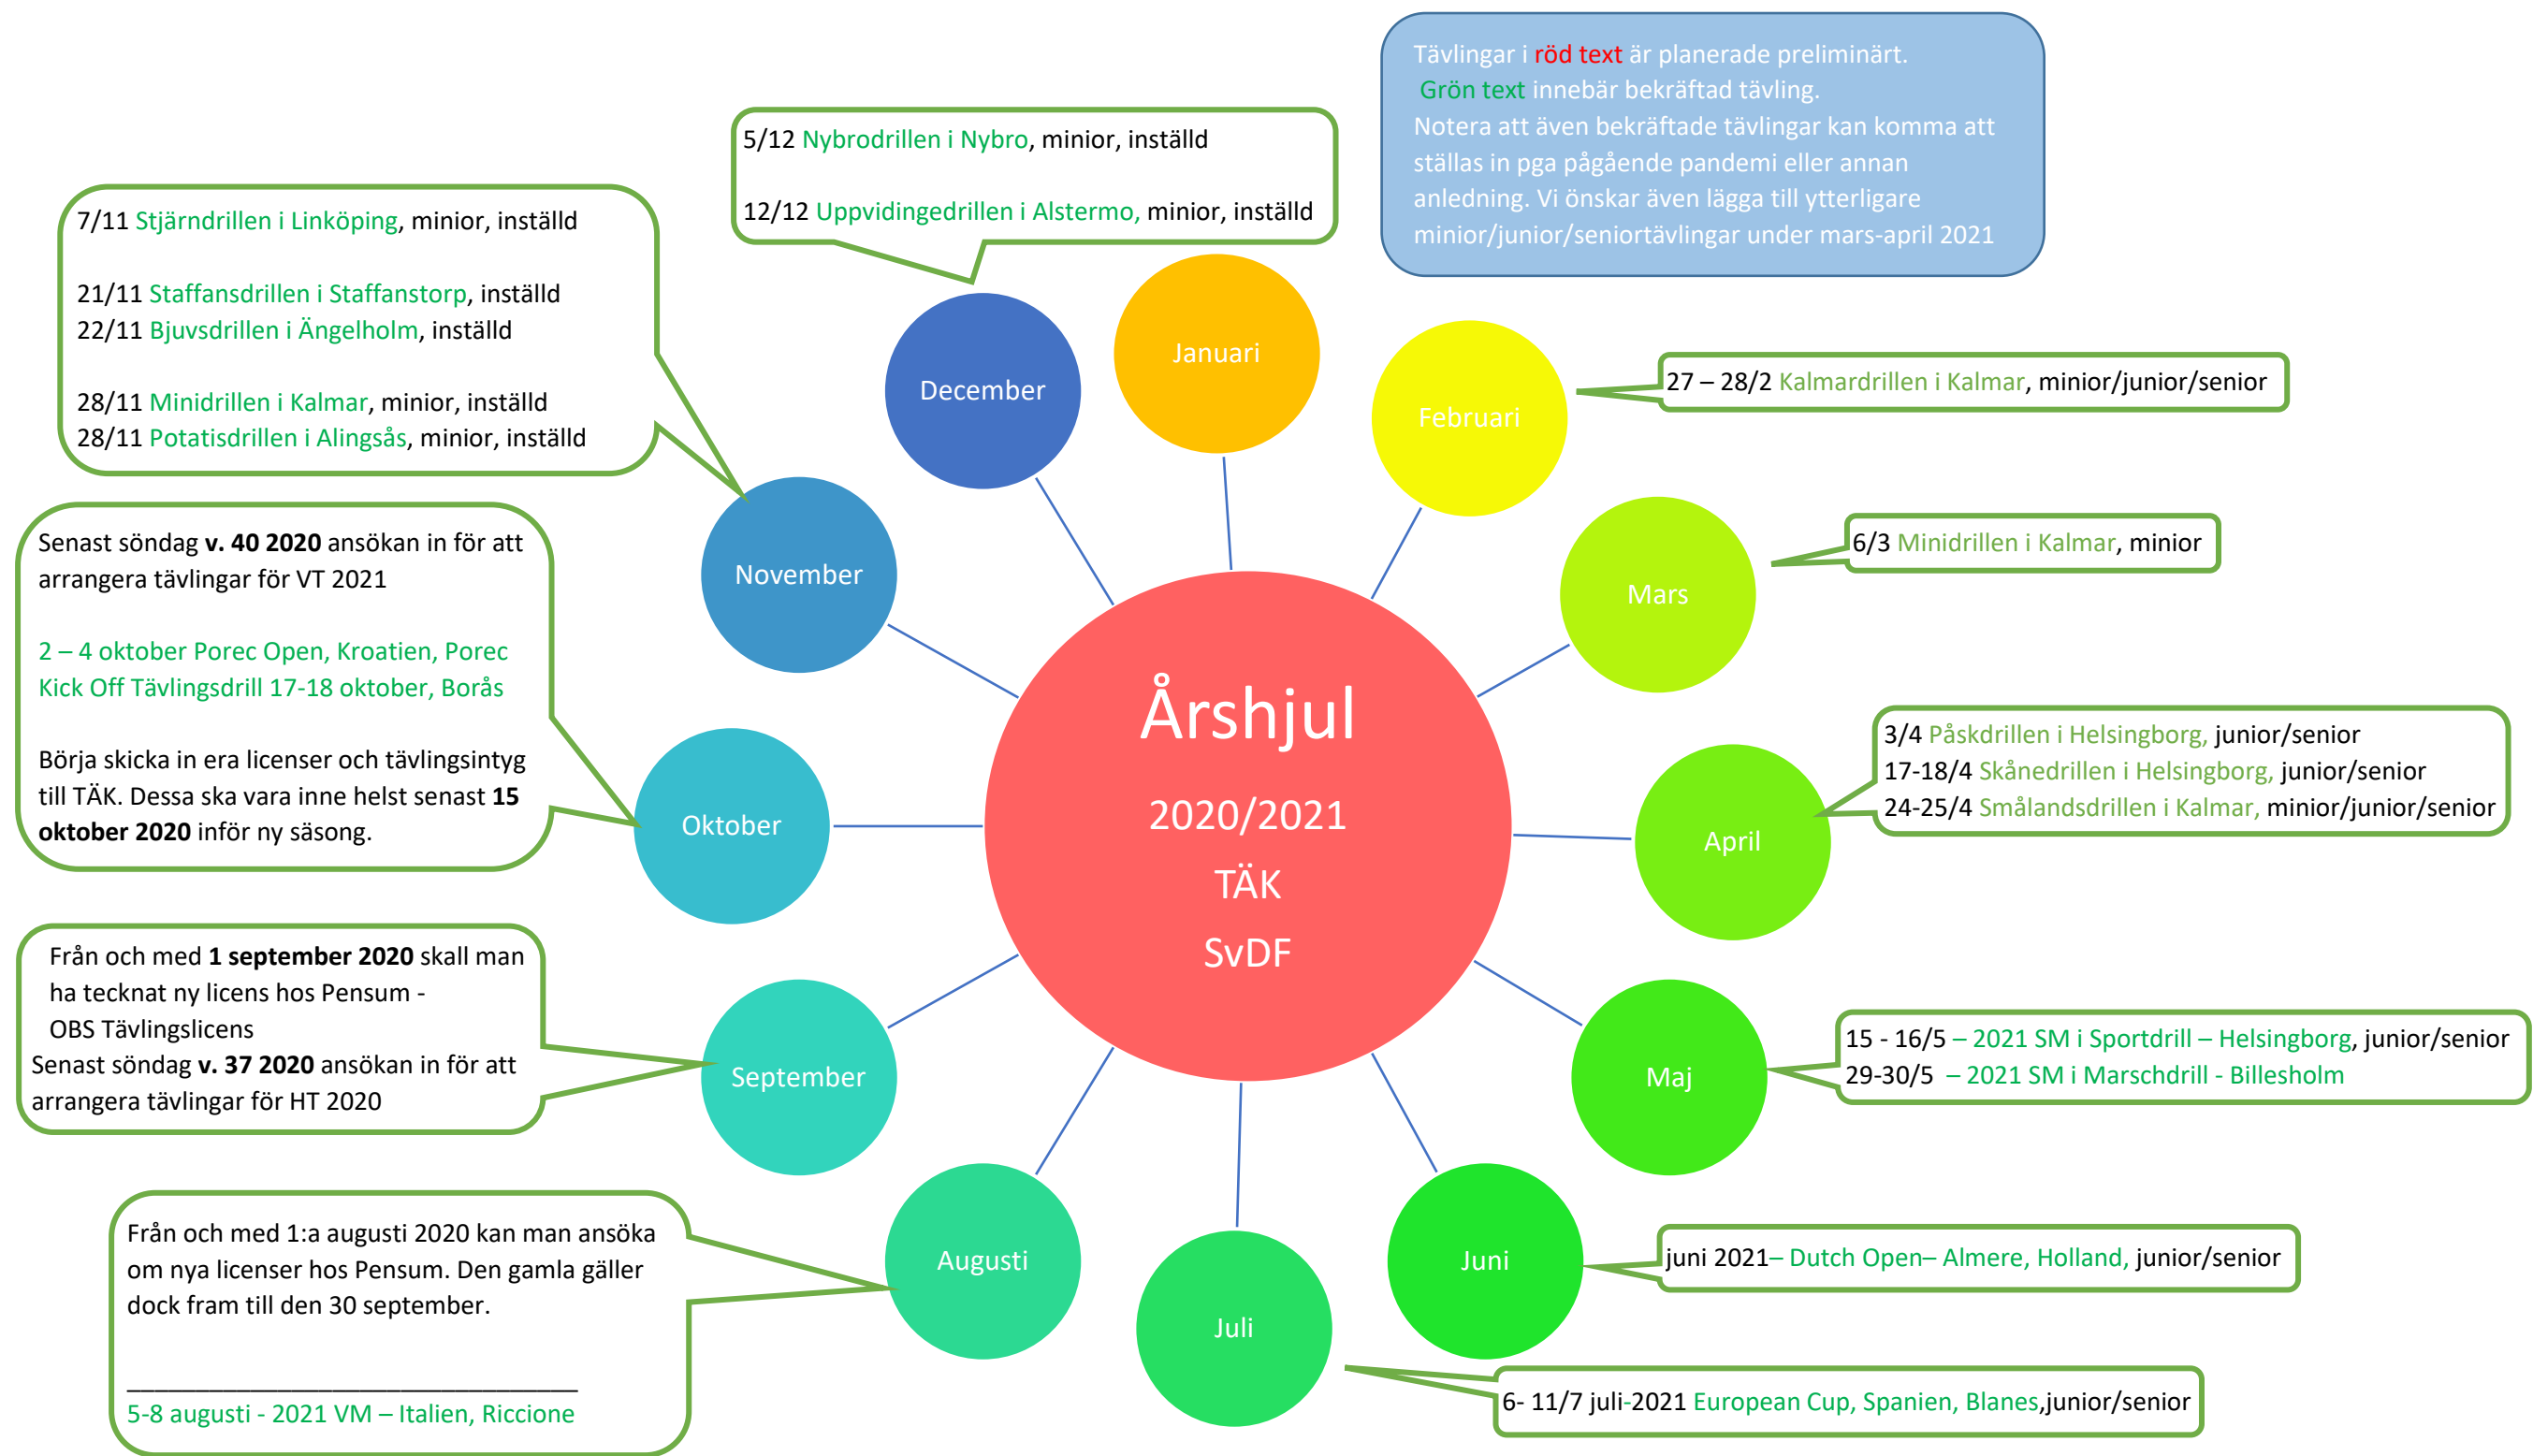 Tävlingar i röd text är planerade preliminärt.
Grön text innebär bekräftad tävling.
Notera att även bekräftade tävlingar kan komma att
ställas in pga pågående pandemi eller annan
anledning. Vi önskar även lägga till ytterligare
minior/junior/seniortävlingar under mars-april 2021
5/12 Nybrodrillen i Nybro, minior, inställd
12/12 Uppvidingedrillen i Alstermo, minior, inställd
7/11 Stjärndrillen i Linköping, minior, inställd
21/11 Staffansdrillen i Staffanstorp, inställd
22/11 Bjuvsdrillen i Ängelholm, inställd
28/11 Minidrillen i Kalmar, minior, inställd
28/11 Potatisdrillen i Alingsås, minior, inställd
Januari
December
Februari
27 – 28/2 Kalmardrillen i Kalmar, minior/junior/senior
November
Mars
6/3 Minidrillen i Kalmar, minior
Senast söndag v. 40 2020 ansökan in för att
arrangera tävlingar för VT 2021
2 – 4 oktober Porec Open, Kroatien, Porec
Kick Off Tävlingsdrill 17-18 oktober, Borås
Börja skicka in era licenser och tävlingsintyg
till TÄK. Dessa ska vara inne helst senast 15
oktober 2020 inför ny säsong.
Oktober
Årshjul
2020/2021
TÄK
SvDF
April
3/4 Påskdrillen i Helsingborg, junior/senior
17-18/4 Skånedrillen i Helsingborg, junior/senior
24-25/4 Smålandsdrillen i Kalmar, minior/junior/senior
Från och med 1 september 2020 skall man
ha tecknat ny licens hos Pensum -
OBS Tävlingslicens
Senast söndag v. 37 2020 ansökan in för att
arrangera tävlingar för HT 2020
September
Maj
15 - 16/5 – 2021 SM i Sportdrill – Helsingborg, junior/senior
29-30/5 – 2021 SM i Marschdrill - Billesholm
Från och med 1:a augusti 2020 kan man ansöka
om nya licenser hos Pensum. Den gamla gäller
dock fram till den 30 september.
5-8 augusti - 2021 VM – Italien, Riccione
Augusti
Juli
Juni
juni 2021– Dutch Open– Almere, Holland, junior/senior
6- 11/7 juli-2021 European Cup, Spanien, Blanes,junior/senior